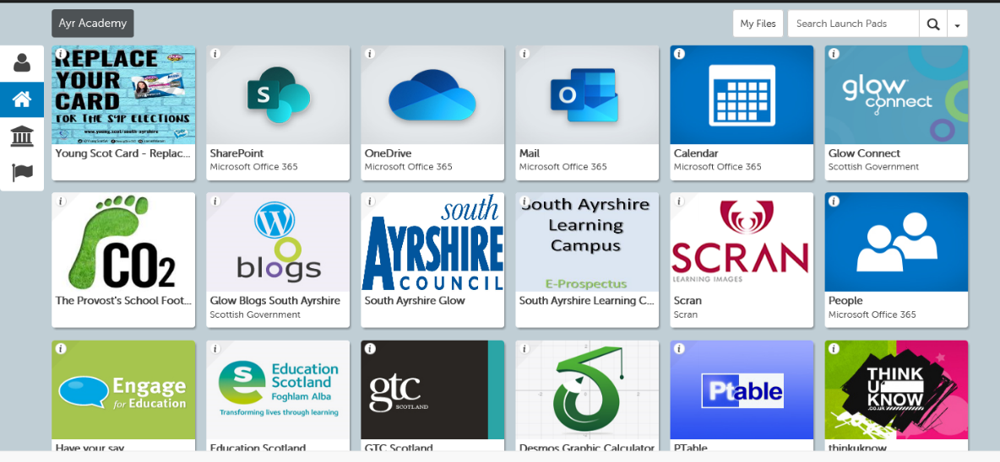 Ayr Academy
My Files
Search Launch Pads
REPLACE
YOUR
CARD
FOR THE S4P ELECTIONS
www.young.scot/south-ayrshire
Young Scot Card - Replac...
S
SharePoint
Microsoft Office 365
OneDrive
Microsoft Office 365
O
Mail
Microsoft Office 365
Calendar
Microsoft Office 365
glow
connect
Glow Connect
Scottish Government
CO2
The Provost's School Foot...
W
blogs
Glow Blogs South Ayrshire
Scottish Government
south
AYRSHIRE
COUNCIL
South Ayrshire Glow
South Ayrshire
Learning
Campus
E-Prospectus
South Ayrshire Learning C...
SCRAN
LEARNING IMAGES
Scran
Scran
People
Microsoft Office 365
Engage
for Education
Have your say
Education
Scotland
Foghlam Alba
Transforming lives through learning
Education Scotland
gtc
SCOTLAND
GTC Scotland
Desmos Graphic Calculator
Ptable
PTable
THINK
U KNOW
.CO.UK
thinkuknow